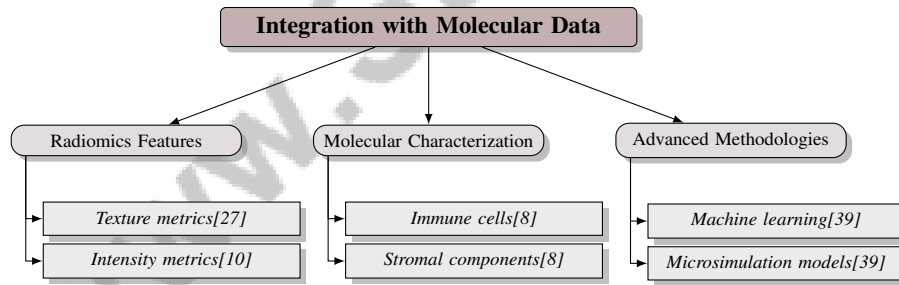 Integration with Molecular Data
Radiomics Features
Molecular Characterization
Advanced Methodologies
Texture metrics[27]
Immune cells[8]
Machine learning[39]
Intensity metrics[10]
Stromal components[8]
Microsimulation models[39]